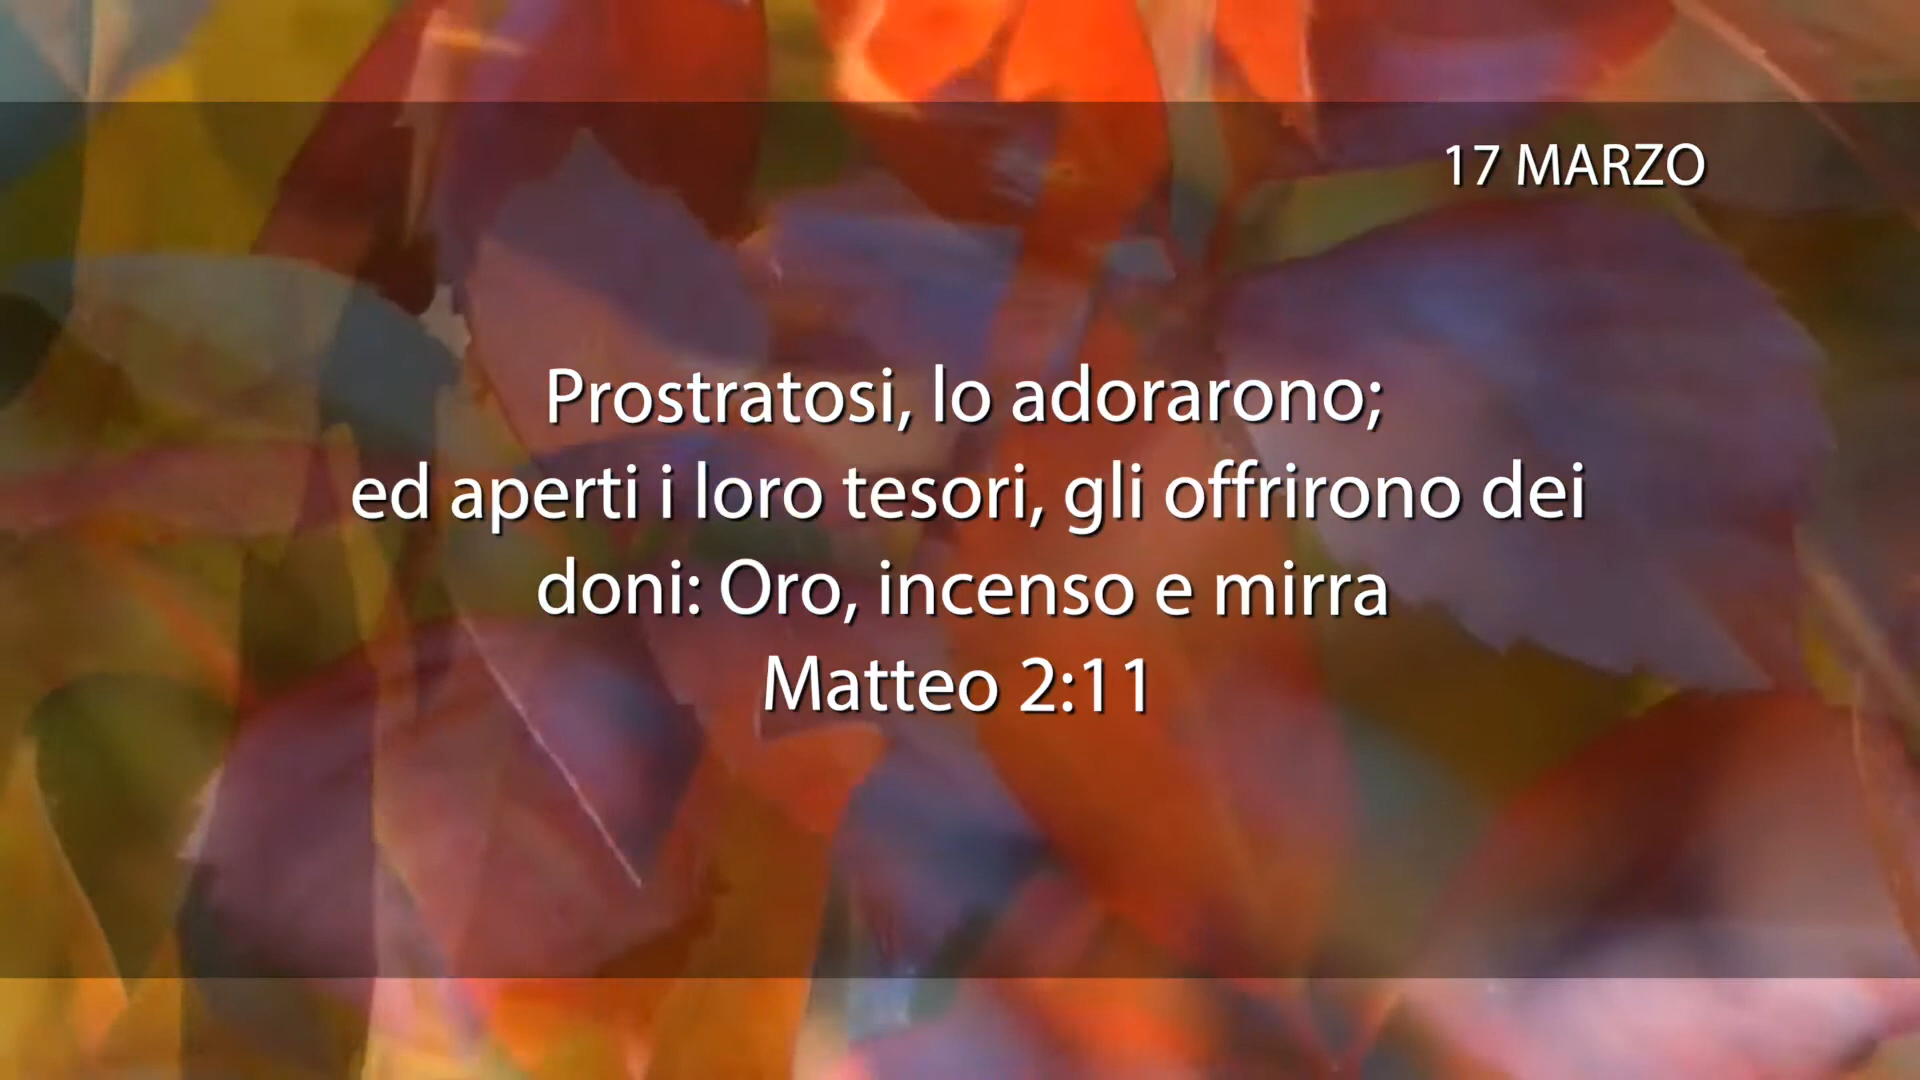 17 MARZO
Prostratosi, lo adorarono;
ed aperti i loro tesori, gli offrirono dei
doni: Oro, incenso e mirra
Matteo 2:11